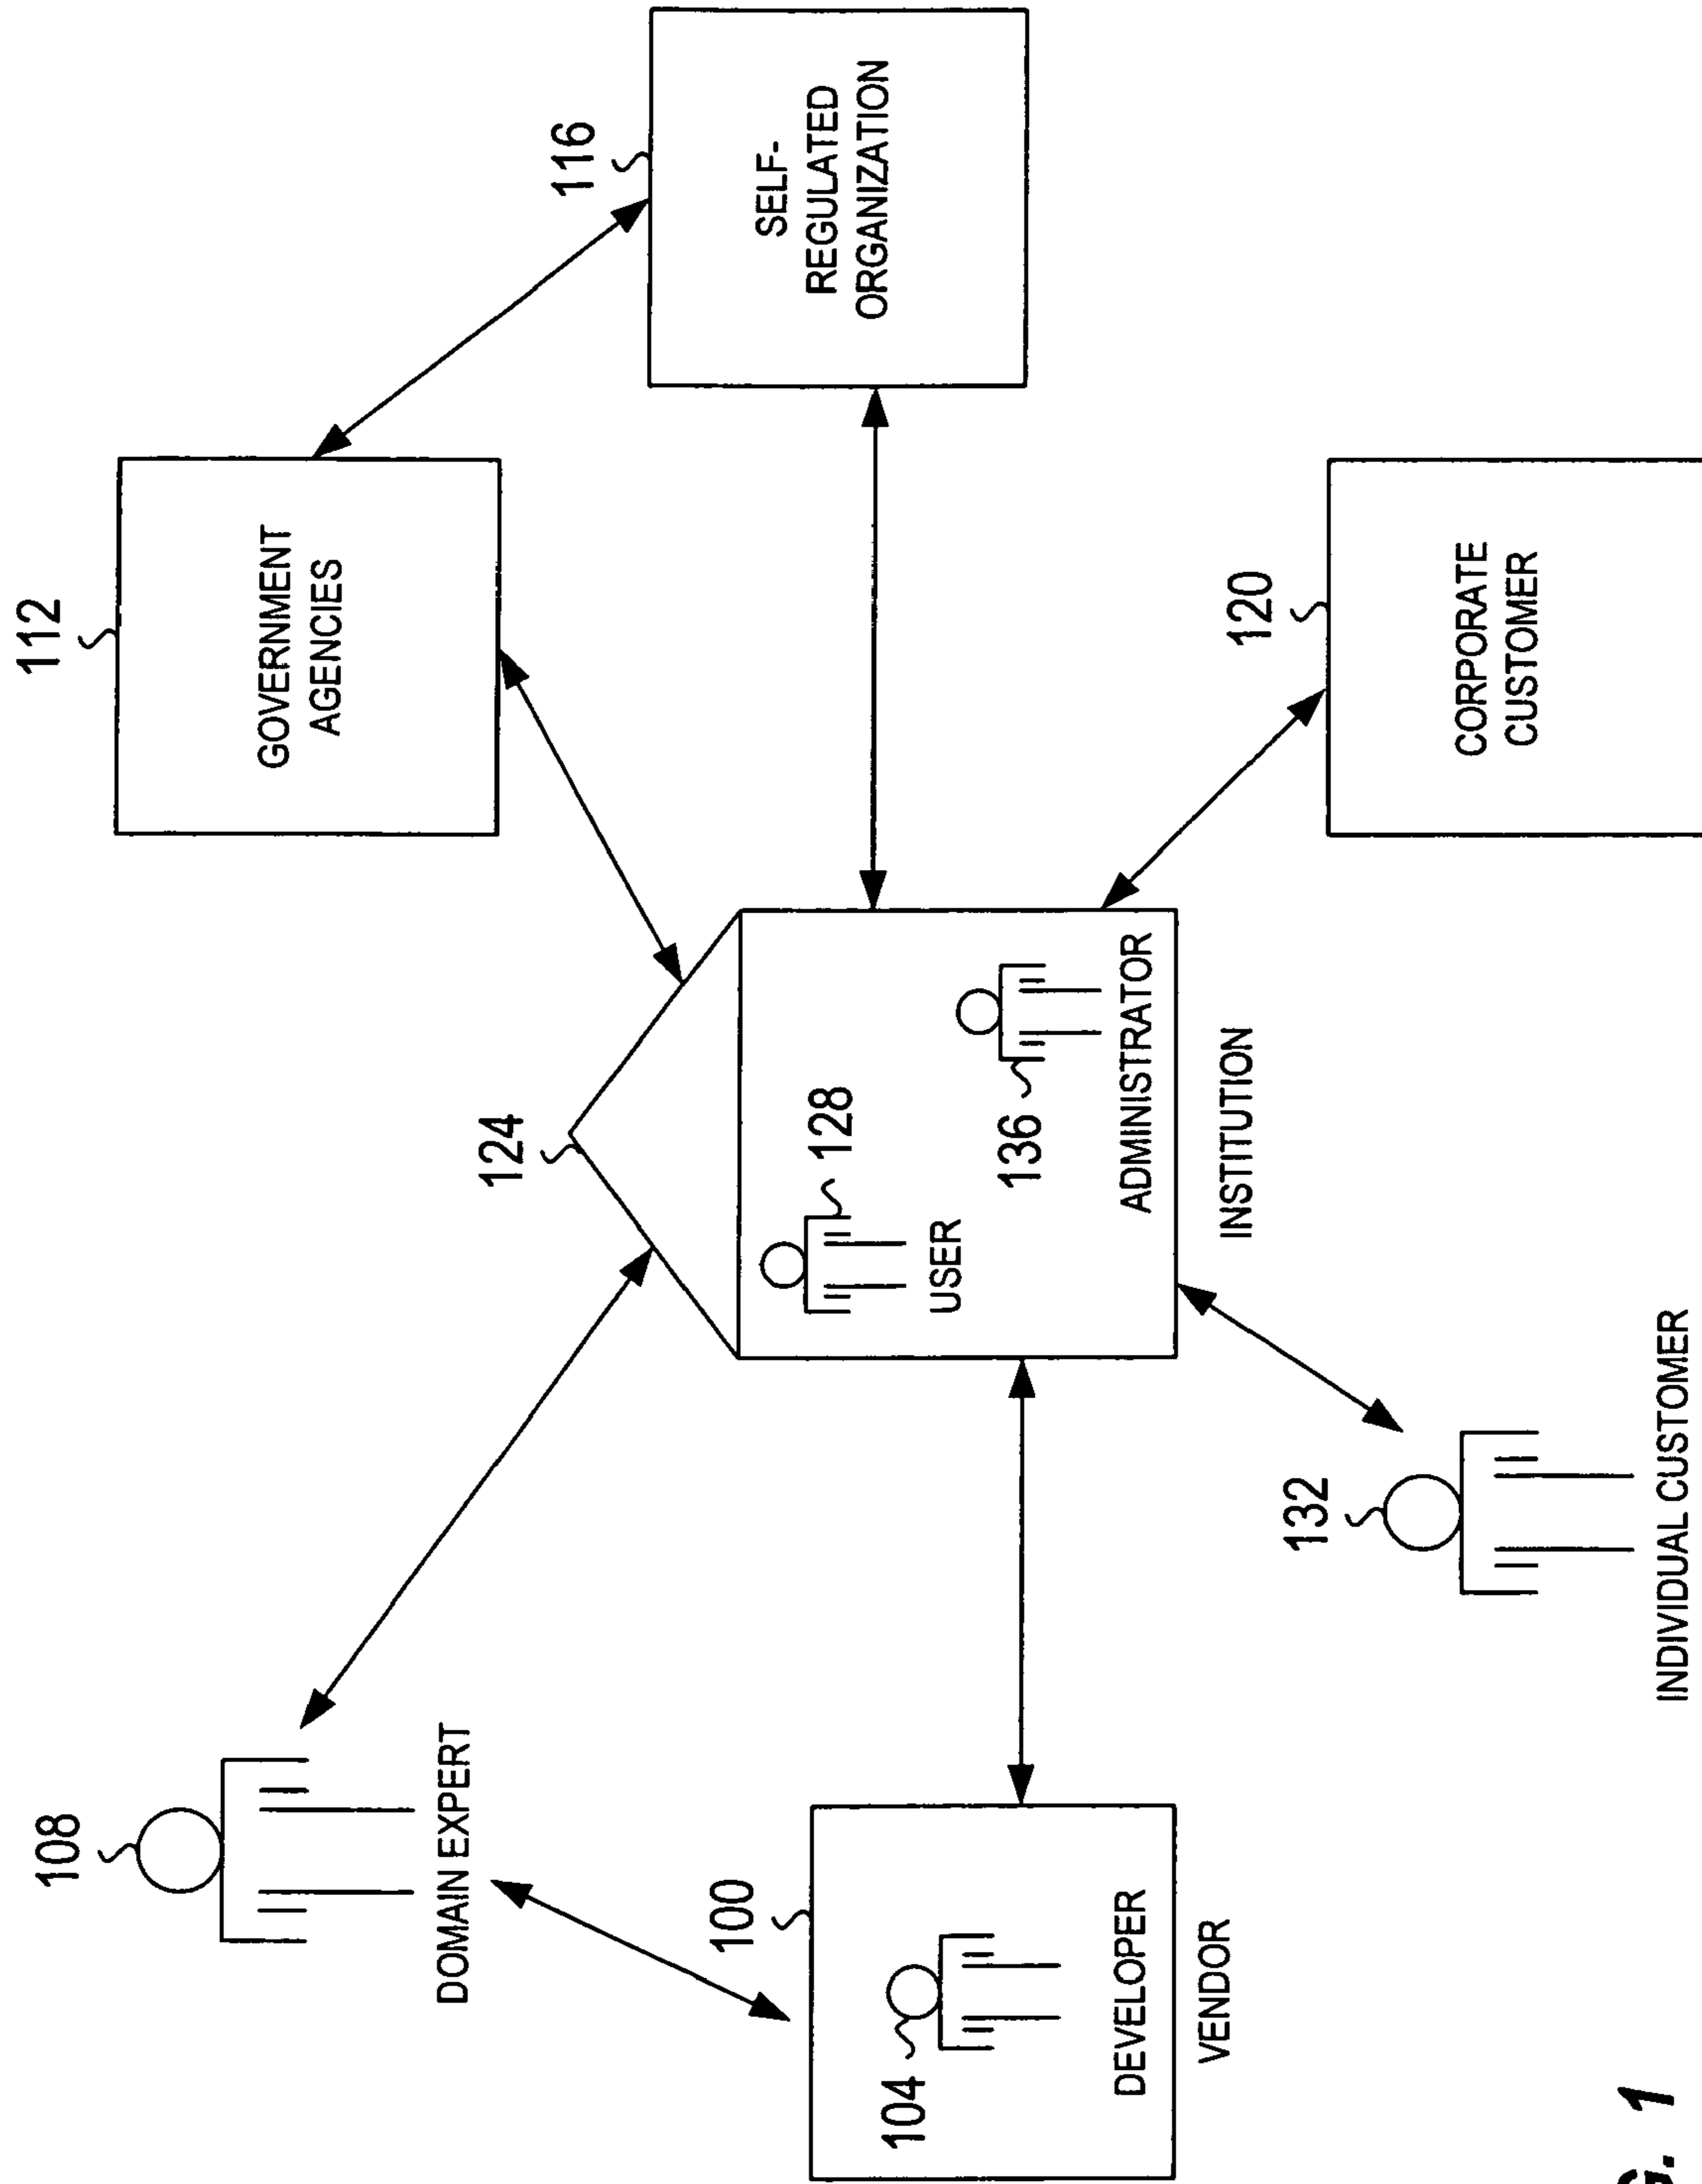 108
112
GOVERNMENT
AGENCIES
DOMAIN EXPERT
124
116
SELF-
REGULATED
ORGANIZATION
100
128
104
USER
136
DEVELOPER
ADMINISTRATOR
VENDOR
INSTITUTION
120
132
CORPORATE
CUSTOMER
INDIVIDUAL CUSTOMER
G. 1